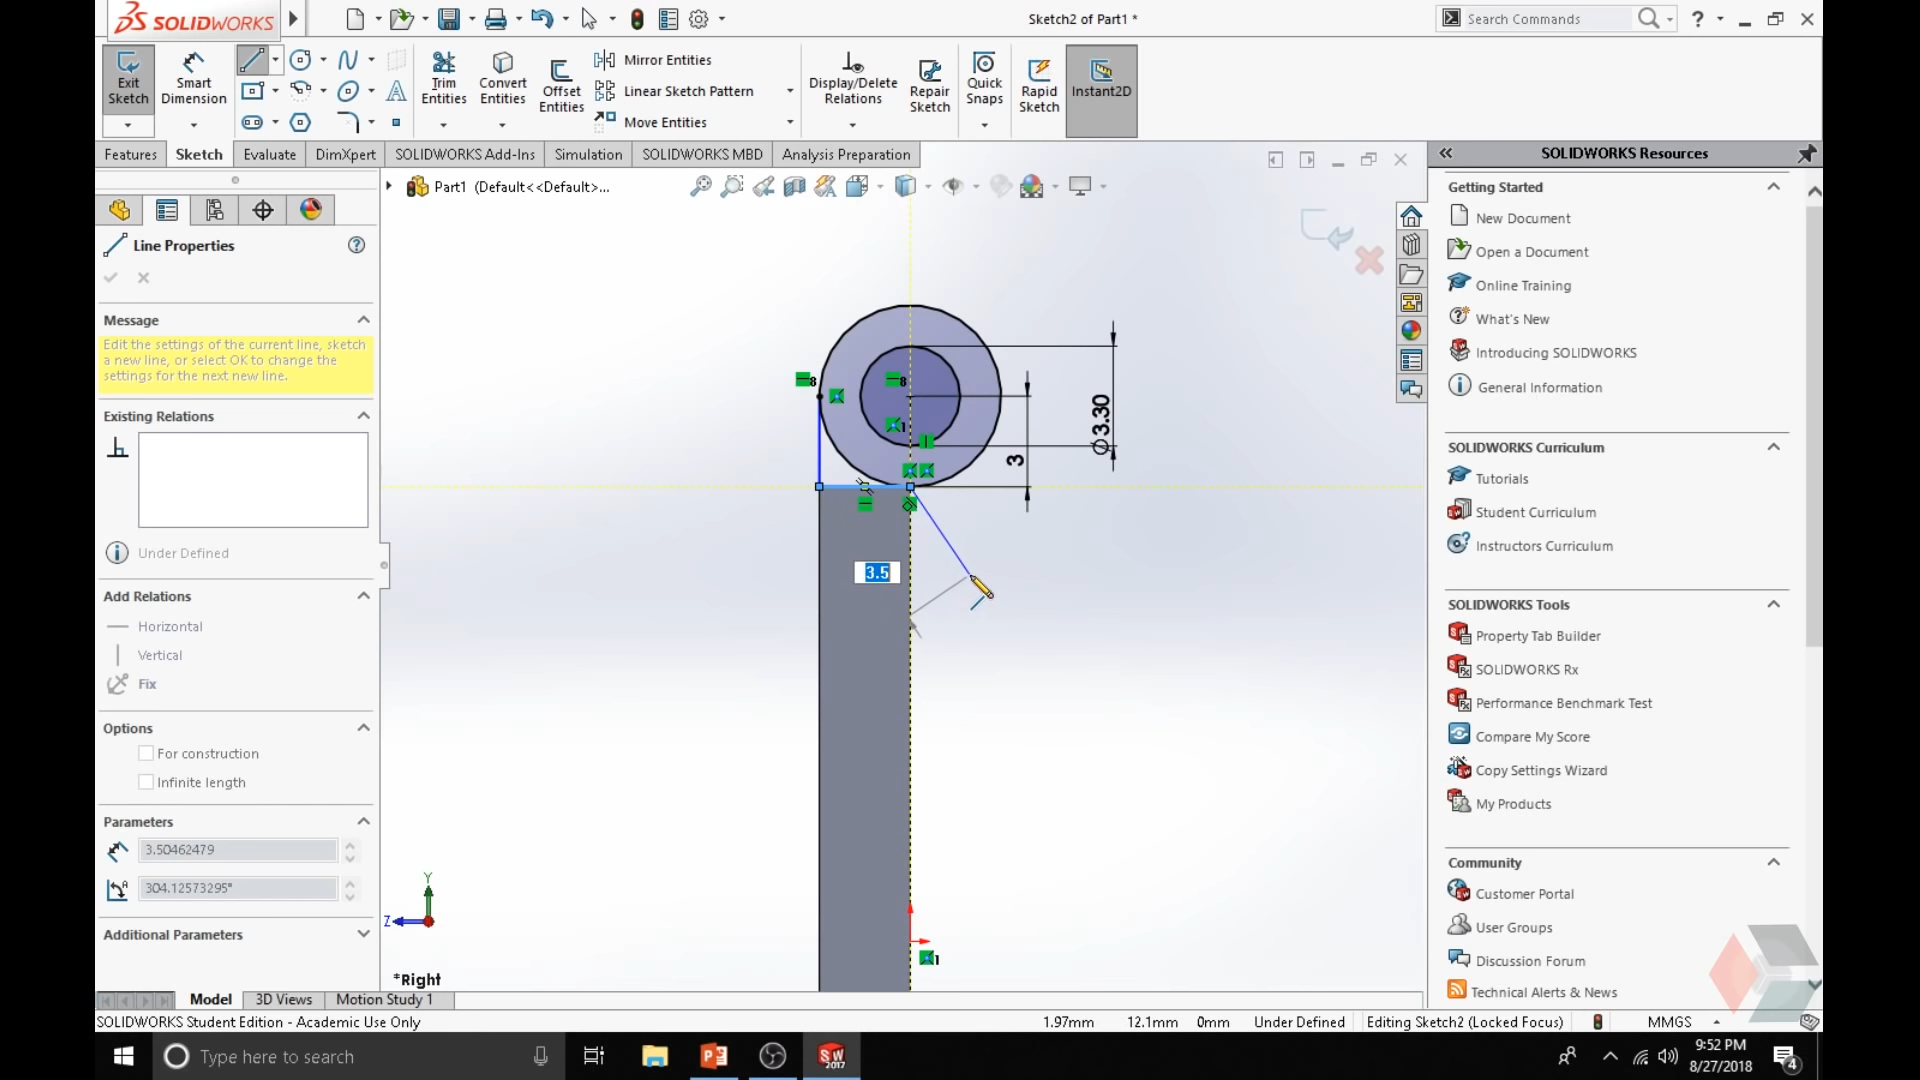 SOLIDWORKS
Sketch2 of Part1 *
Search Commands
?
Exit Sketch
Smart Dimension
Trim Entities
Convert Entities
Offset Entities
Mirror Entities
Linear Sketch Pattern
Move Entities
Display/Delete Relations
Repair Sketch
Quick Snaps
Rapid Sketch
Instant2D
Features
Sketch
Evaluate
DimXpert
SOLIDWORKS Add-Ins
Simulation
SOLIDWORKS MBD
Analysis Preparation
Part1 (Default<<Default>...
Line Properties
Message
Edit the settings of the current line, sketch
a new line, or select OK to change the
settings for the next new line.
Existing Relations
Under Defined
Add Relations
Horizontal
Vertical
Fix
Options
For construction
Infinite length
Parameters
3.50462479
304.12573295°
Additional Parameters
8
8
1
3
Ø3.30
3.5
1
Y
Z
*Right
SOLIDWORKS Resources
Getting Started
New Document
Open a Document
Online Training
What's New
Introducing SOLIDWORKS
General Information
SOLIDWORKS Curriculum
Tutorials
Student Curriculum
Instructors Curriculum
SOLIDWORKS Tools
Property Tab Builder
SOLIDWORKS Rx
Performance Benchmark Test
Compare My Score
Copy Settings Wizard
My Products
Community
Customer Portal
User Groups
Discussion Forum
Technical Alerts & News
Model
3D Views
Motion Study 1
SOLIDWORKS Student Edition - Academic Use Only
1.97mm
12.1mm
0mm
Under Defined
Editing Sketch2 (Locked Focus)
MMGS
Type here to search
SW
2017
9:52 PM
8/27/2018
4